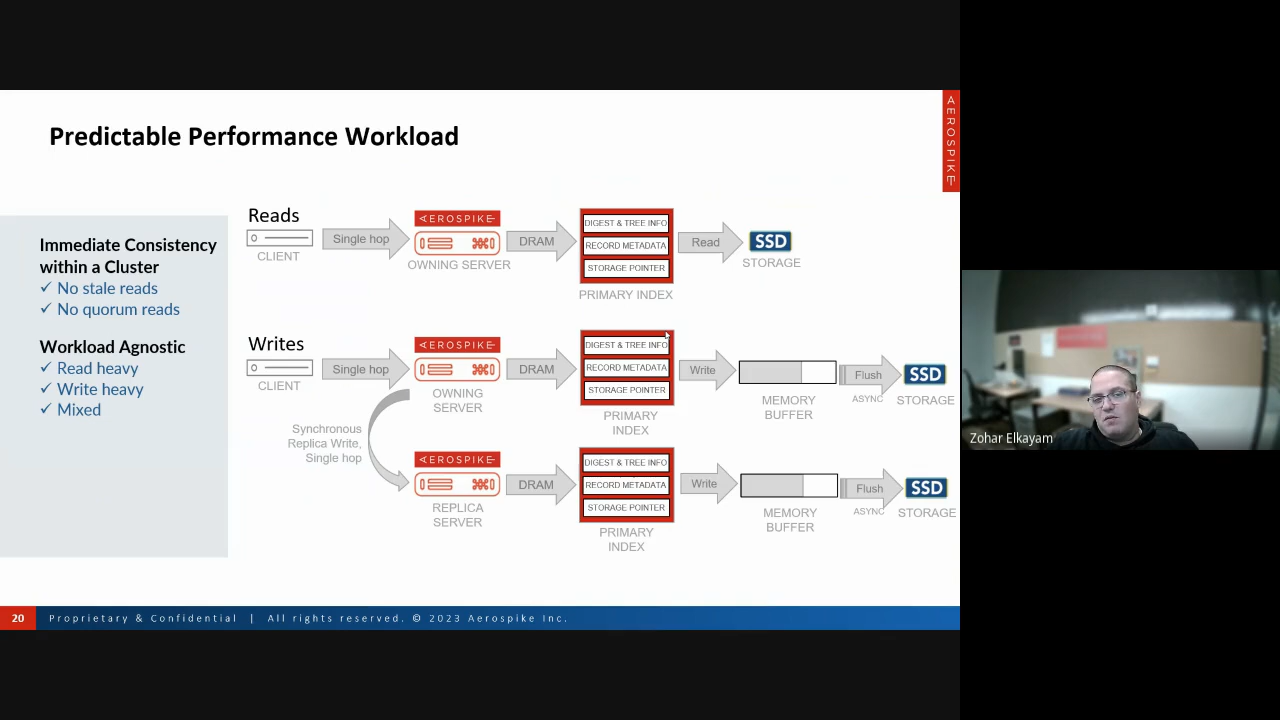 Predictable Performance Workload
AEROSPIKE
Immediate Consistency
within a Cluster
✓ No stale reads
✓ No quorum reads
Workload Agnostic
✓ Read heavy
✓ Write heavy
✓ Mixed
Reads
CLIENT
Single hop
AEROSPIKE
OWNING SERVER
DRAM
DIGEST & TREE INFO
RECORD METADATA
STORAGE POINTER
PRIMARY INDEX
Read
SSD
STORAGE
Writes
CLIENT
Single hop
AEROSPIKE
OWNING
SERVER
DRAM
DIGEST & TREE INFO
RECORD METADATA
STORAGE POINTER
PRIMARY
INDEX
Write
MEMORY
BUFFER
Flush
ASYNC
SSD
STORAGE
Synchronous
Replica Write,
Single hop
AEROSPIKE
REPLICA
SERVER
DRAM
DIGEST & TREE INFO
RECORD METADATA
STORAGE POINTER
PRIMARY
INDEX
Write
MEMORY
BUFFER
Flush
ASYNC
SSD
STORAGE
20
Proprietary & Confidential | All rights reserved. © 2023 Aerospike Inc.
Zohar Elkayam